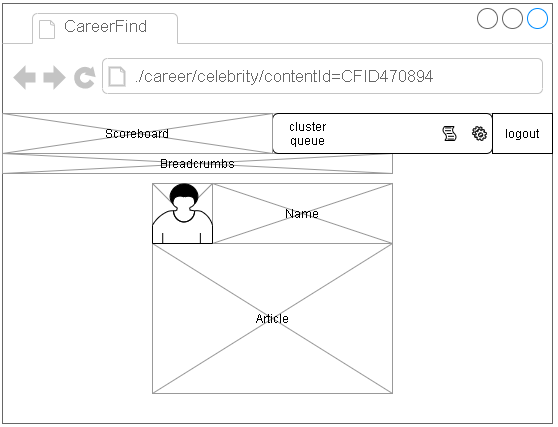 CareerFind
./career/celebrity/contentId=CFID470894
Scoreboard
cluster
queue
logout
Breadcrumbs
Name
Article